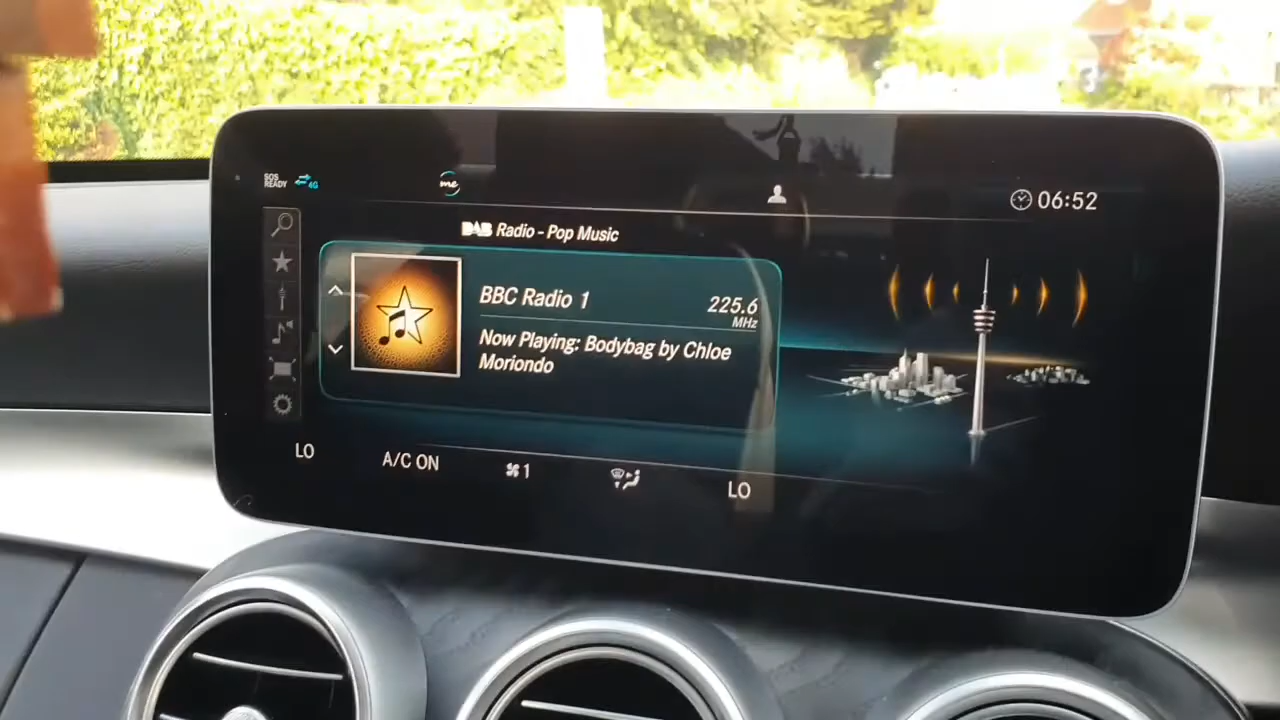 SOS
READY
4G
me
06:52
DAB Radio - Pop Music
BBC Radio 1
225.6
MHz
Now Playing: Bodybag by Chloe
Moriondo
LO
A/C ON
1
LO